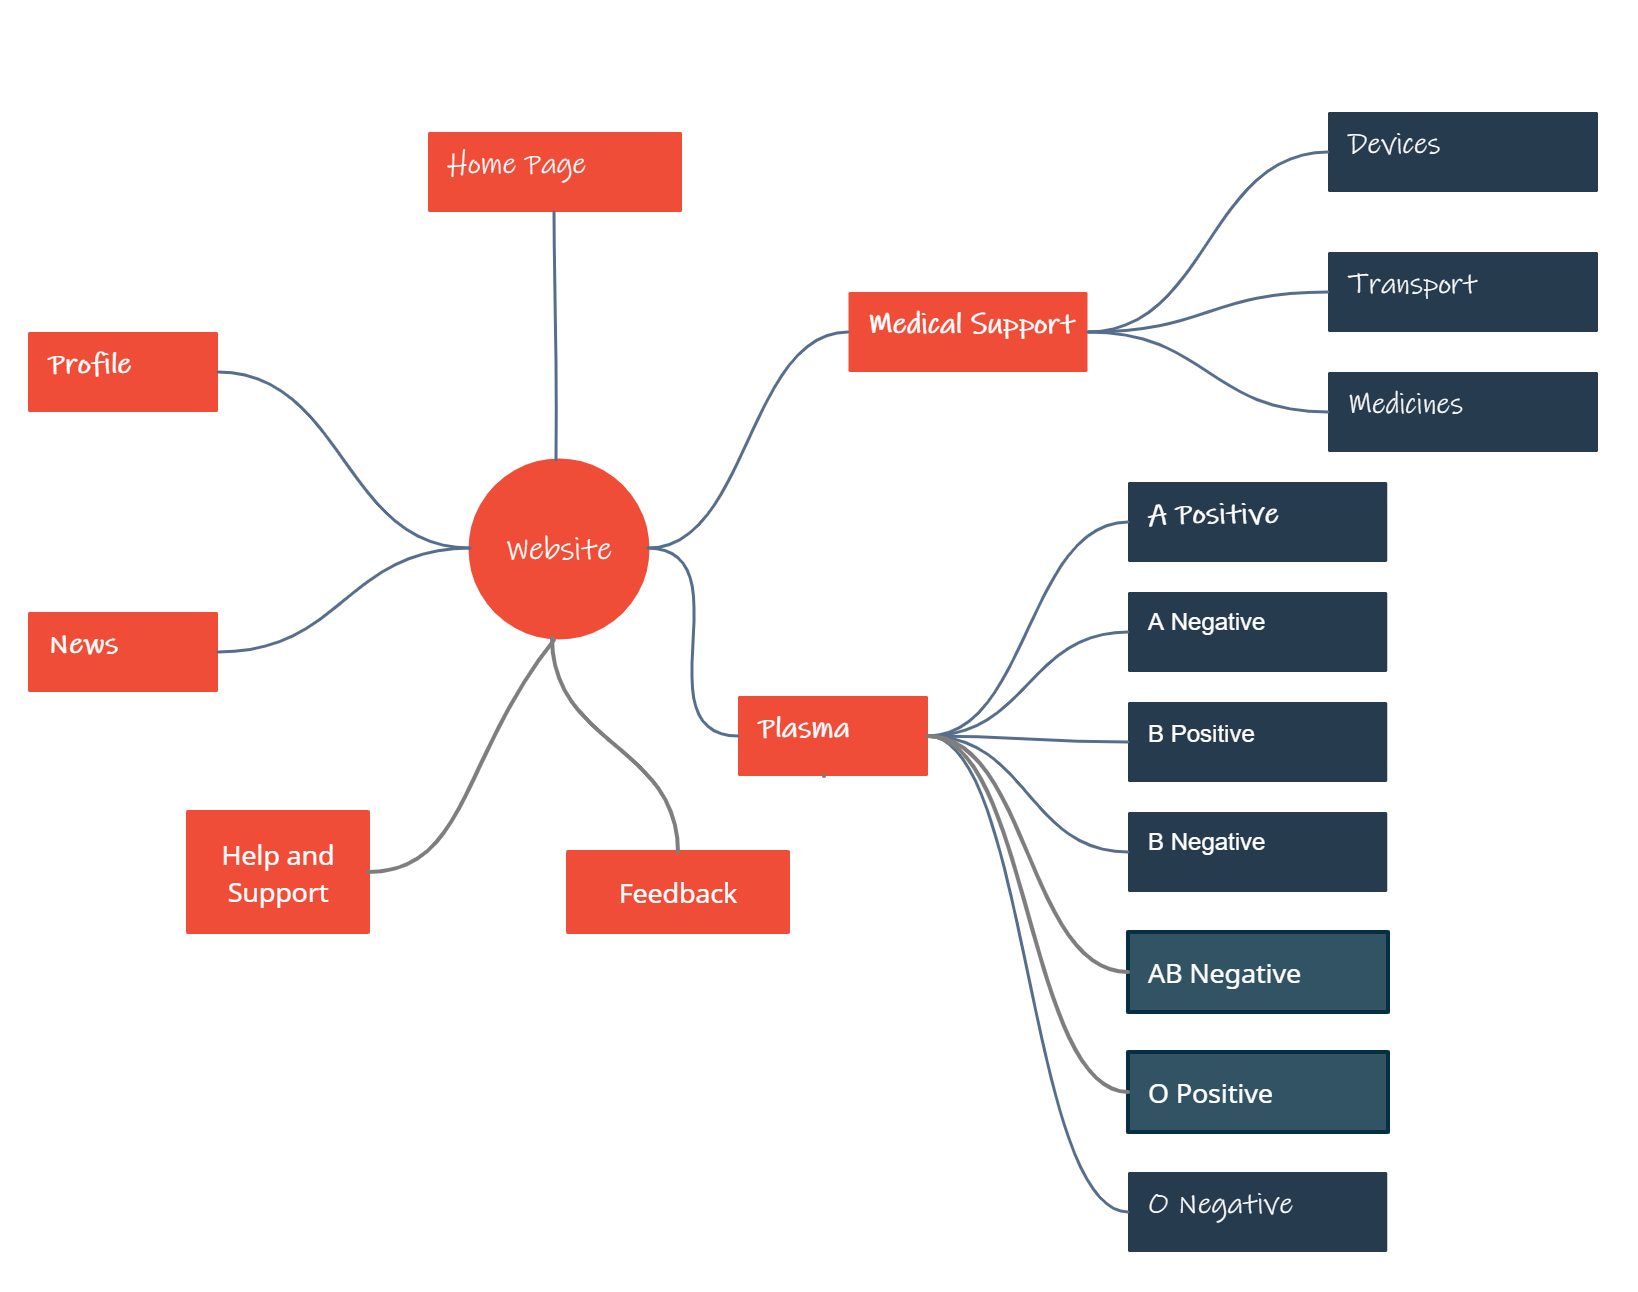 Home Page
Profile
News
Website
Help and
Support
Feedback
Medical Support
Devices
Transport
Medicines
Plasma
A Positive
A Negative
B Positive
B Negative
AB Negative
O Positive
O Negative